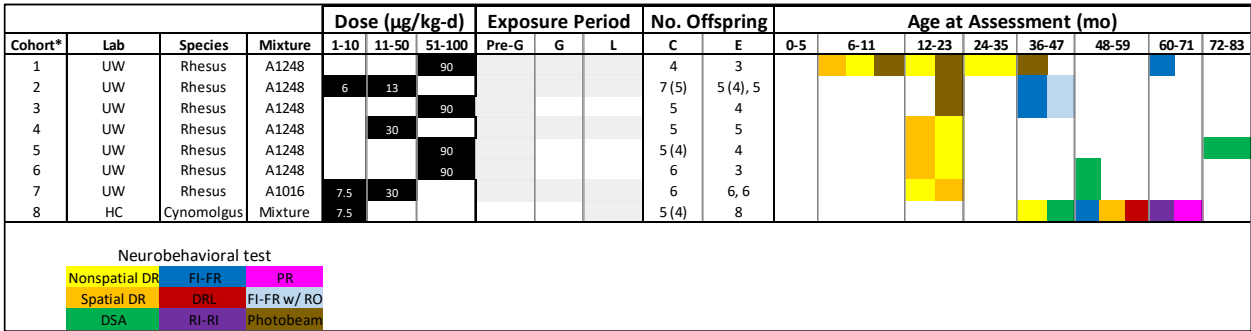 Dose (µg/kg-d) Exposure Period No. Offspring Age at Assessment (mo)
Cohort* Lab Species Mixture 1-10 11-50 51-100 Pre-G G L C E 0-5 6-11 12-23 24-35 36-47 48-59 60-71 72-83
1 UW Rhesus A1248 90 4 3
2 UW Rhesus A1248 6 13 7 (5) 5 (4), 5
3 UW Rhesus A1248 90 5 4
4 UW Rhesus A1248 30 5 5
5 UW Rhesus A1248 90 5 (4) 4
6 UW Rhesus A1248 90 6 3
7 UW Rhesus A1016 7.5 30 6 6, 6
8 HC Cynomolgus Mixture 7.5 5 (4) 8
Neurobehavioral test
Nonspatial DR FI-FR PR
Spatial DR DRL FI-FR w/ RO
DSA RI-RI Photobeam